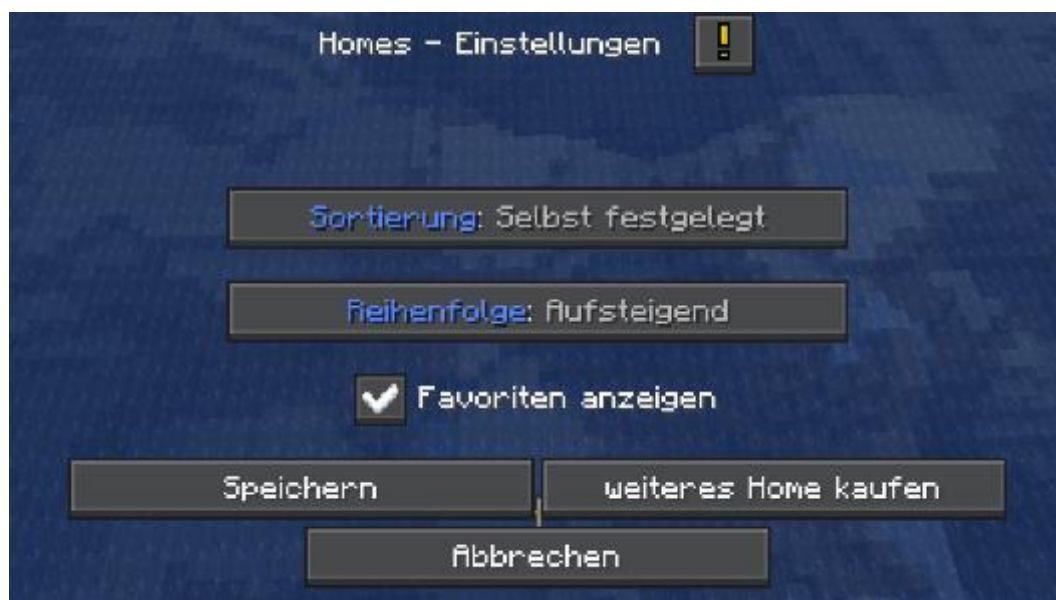 Homes - Einstellungen
Sortierung: Selbst festgelegt
Reihenfolge: Aufsteigend
Favoriten anzeigen
Speichern
weiteres Home kaufen
Abbrechen